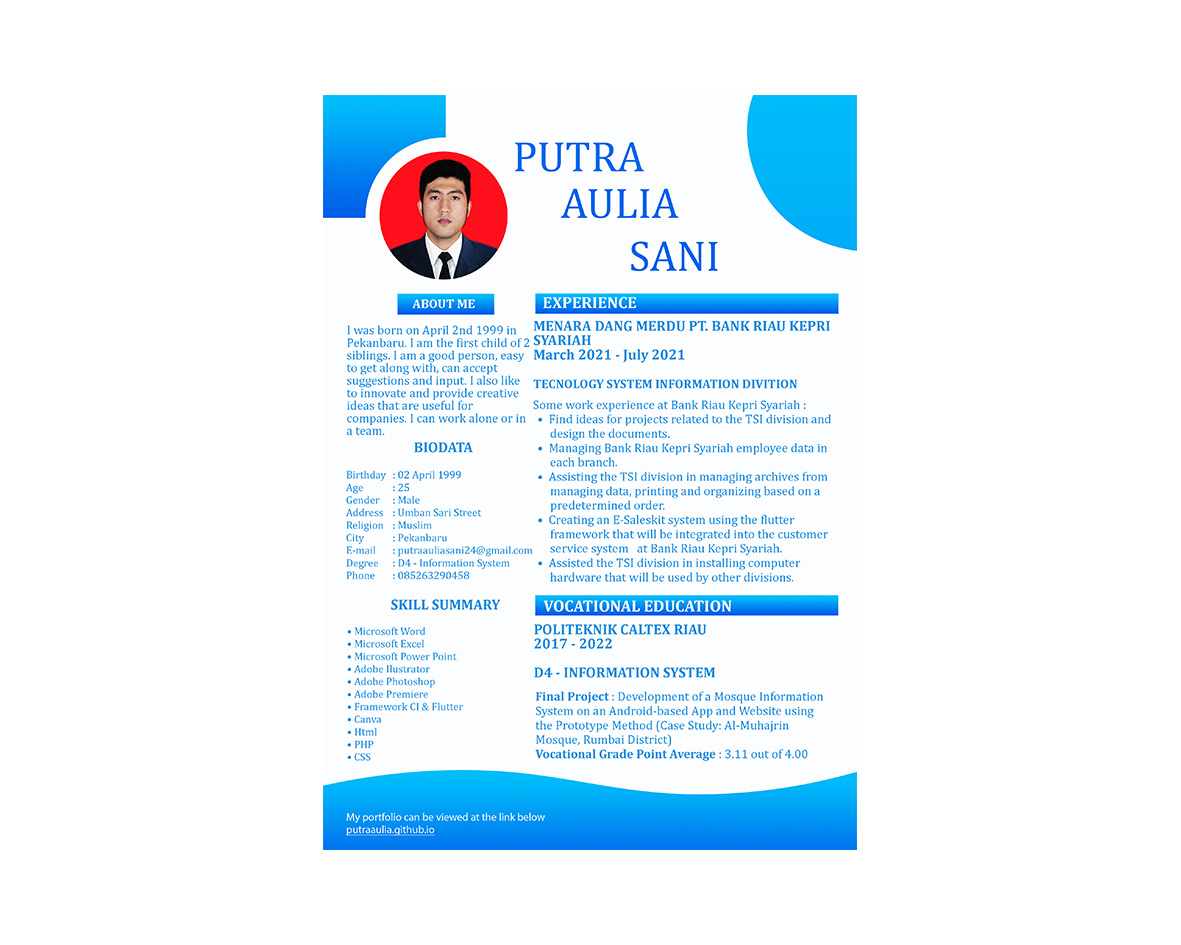 PUTRA
AULIA
SANI
ABOUT ME
I was born on April 2nd 1999 in
Pekanbaru. I am the first child of 2
siblings. I am a good person, easy
to get along with, can accept
suggestions and input. I also like
to innovate and provide creative
ideas that are useful for
companies. I can work alone or in
a team.
BIODATA
Birthday : 02 April 1999
Age : 25
Gender : Male
Address : Umban Sari Street
Religion : Muslim
City : Pekanbaru
E-mail : putraauliasani24@gmail.com
Degree : D4 - Information System
Phone : 085263290458
SKILL SUMMARY
• Microsoft Word
• Microsoft Excel
• Microsoft Power Point
• Adobe Ilustrator
• Adobe Photoshop
• Adobe Premiere
• Framework CI & Flutter
• Canva
• Html
• PHP
• CSS
EXPERIENCE
MENARA DANG MERDU PT. BANK RIAU KEPRI
SYARIAH
March 2021 - July 2021
TECNOLOGY SYSTEM INFORMATION DIVITION
Some work experience at Bank Riau Kepri Syariah :
• Find ideas for projects related to the TSI division and
design the documents.
• Managing Bank Riau Kepri Syariah employee data in
each branch.
• Assisting the TSI division in managing archives from
managing data, printing and organizing based on a
predetermined order.
• Creating an E-Saleskit system using the flutter
framework that will be integrated into the customer
service system at Bank Riau Kepri Syariah.
• Assisted the TSI division in installing computer
hardware that will be used by other divisions.
VOCATIONAL EDUCATION
POLITEKNIK CALTEX RIAU
2017 - 2022
D4 - INFORMATION SYSTEM
Final Project : Development of a Mosque Information
System on an Android-based App and Website using
the Prototype Method (Case Study: Al-Muhajrin
Mosque, Rumbai District)
Vocational Grade Point Average : 3.11 out of 4.00
My portfolio can be viewed at the link below
putraaulia.github.io